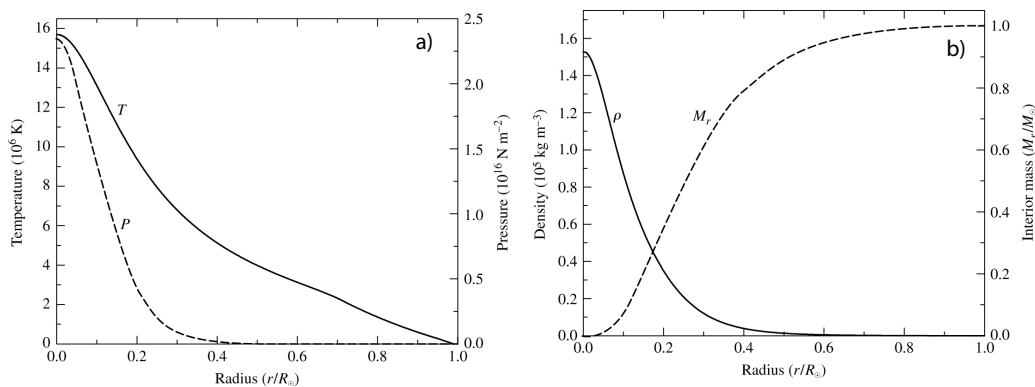 a)
16
14
12
10
8
6
4
2
0
Temperature (10⁶ K)
T
P
2.5
2.0
1.5
1.0
0.5
0.0
Pressure (10¹⁶ N m⁻²)
0.0 0.2 0.4 0.6 0.8 1.0
Radius (r/R☉)
b)
1.6
1.4
1.2
1.0
0.8
0.6
0.4
0.2
0.0
Density (10⁵ kg m⁻³)
ρ
Mᵣ
1.0
0.8
0.6
0.4
0.2
0.0
Interior mass (Mᵣ/M☉)
0.0 0.2 0.4 0.6 0.8 1.0
Radius (r/R☉)